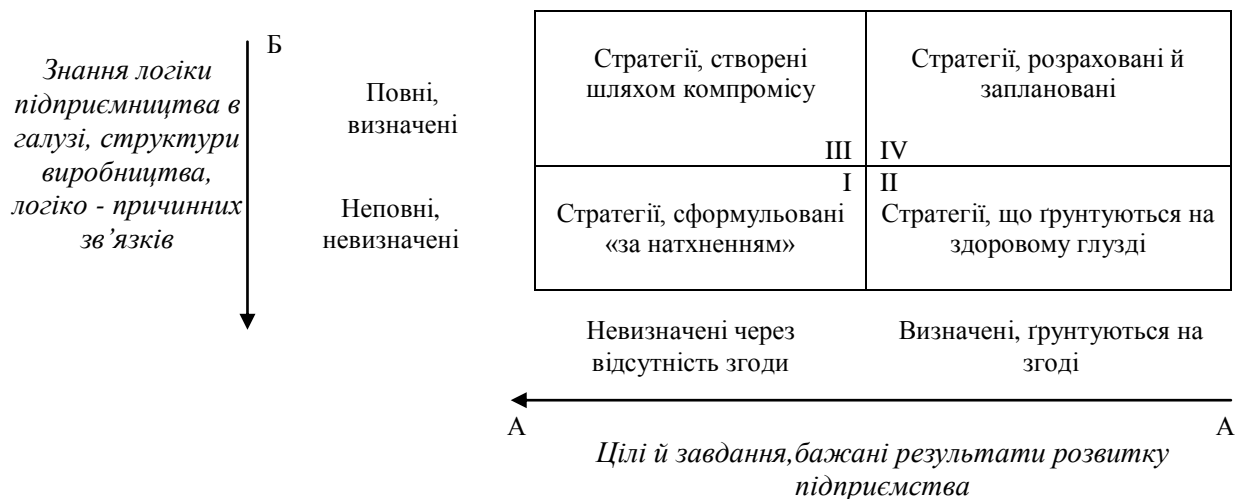 Б
Знання логіки
підприємництва в
галузі, структури
виробництва,
логіко - причинних
зв’язків
Повні,
визначені
Неповні,
невизначені
Стратегії, створені
шляхом компромісу
III
Стратегії, розраховані й
заплановані
IV
I
Стратегії, сформульовані
«за натхненням»
II
Стратегії, що ґрунтуються на
здоровому глузді
Невизначені через
відсутність згоди
Визначені, ґрунтуються на
згоді
А
А
Цілі й завдання,бажані результати розвитку
підприємства